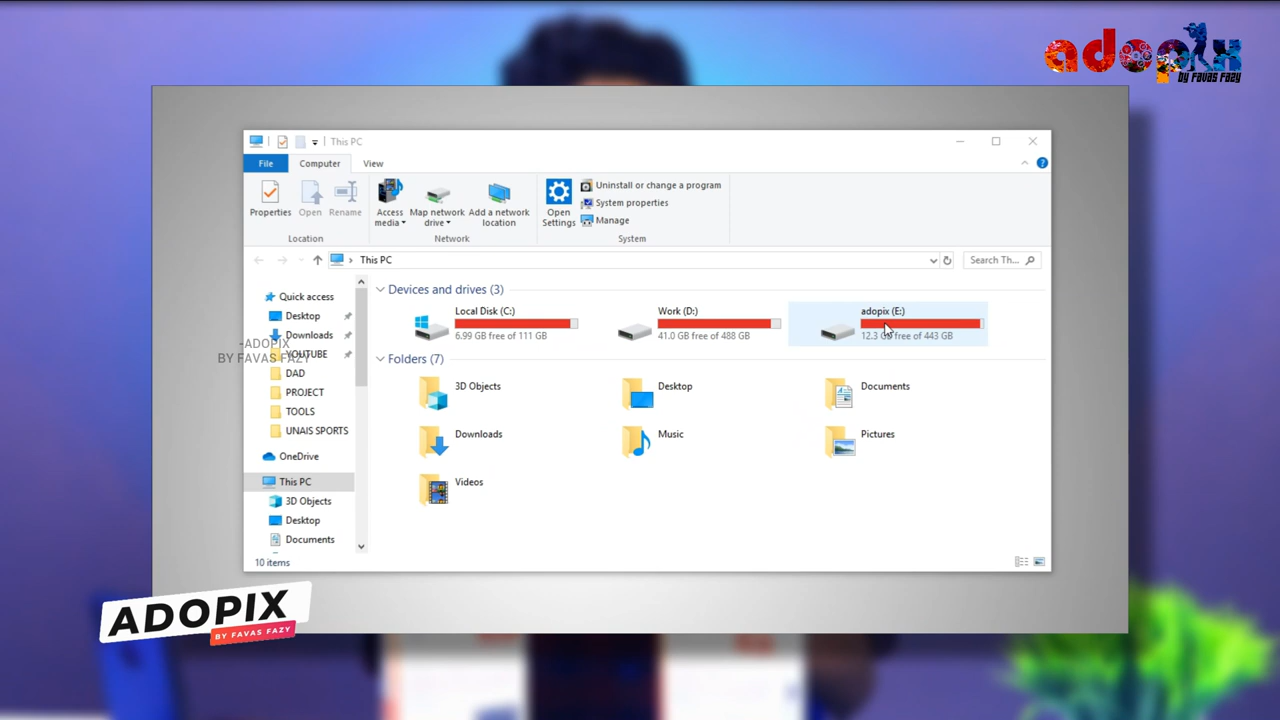 adopix
BY FAVAS FAZY
This PC
File
Computer
View
Properties
Open
Rename
Location
Access media
Map network drive
Add a network location
Network
Open Settings
Uninstall or change a program
System properties
Manage
System
This PC
Search Th...
Quick access
Desktop
Downloads
YOUTUBE
DAD
PROJECT
TOOLS
UNAIS SPORTS
OneDrive
This PC
3D Objects
Desktop
Documents
-ADOPIX
BY FAVAS FAZY
Devices and drives (3)
Local Disk (C:)
6.99 GB free of 111 GB
Work (D:)
41.0 GB free of 488 GB
adopix (E:)
12.3 GB free of 443 GB
Folders (7)
3D Objects
Desktop
Documents
Downloads
Music
Pictures
Videos
10 items
ADOPIX
BY FAVAS FAZY